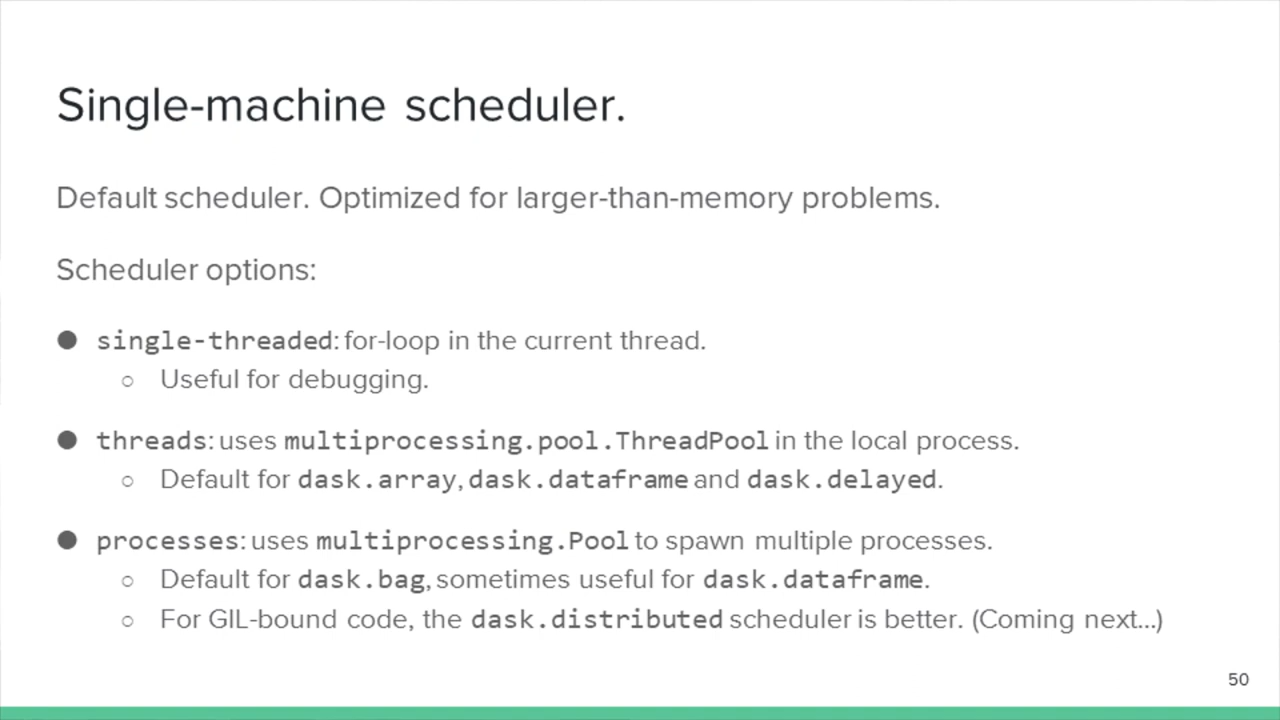 Single-machine scheduler.
Default scheduler. Optimized for larger-than-memory problems.
Scheduler options:
● single-threaded: for-loop in the current thread.
○ Useful for debugging.
● threads: uses multiprocessing.pool.ThreadPool in the local process.
○ Default for dask.array, dask.dataframe and dask.delayed.
● processes: uses multiprocessing.Pool to spawn multiple processes.
○ Default for dask.bag, sometimes useful for dask.dataframe.
○ For GIL-bound code, the dask.distributed scheduler is better. (Coming next...)
50